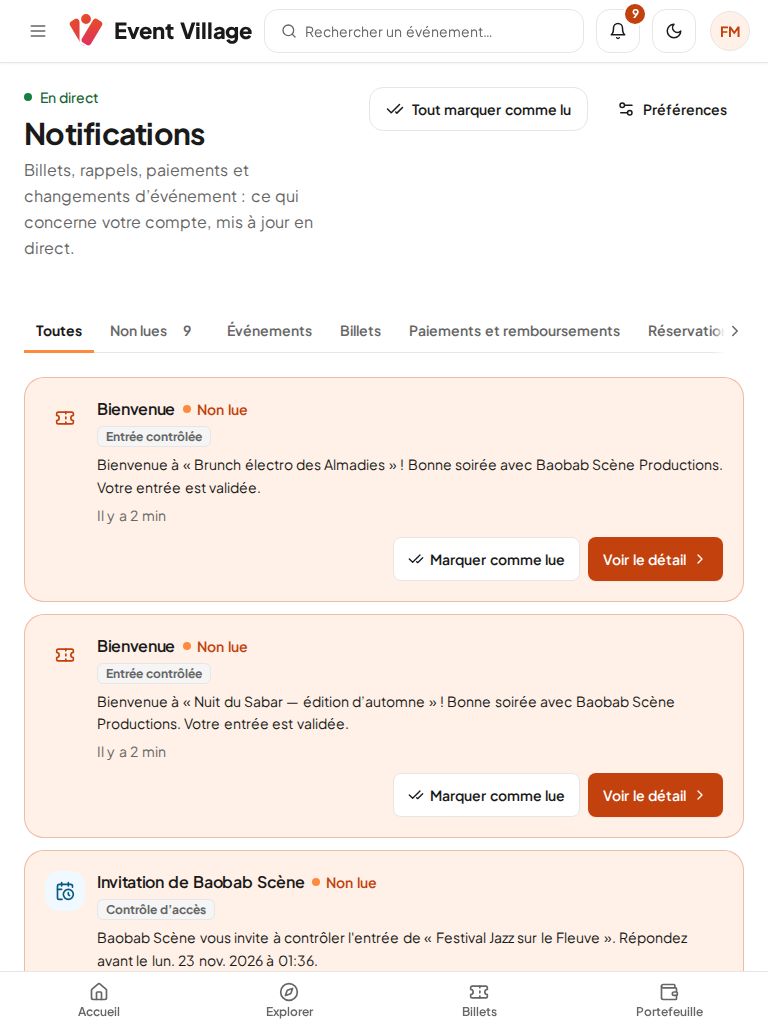 Event Village
Rechercher un événement...
9
FM
En direct
Notifications
Billets, rappels, paiements et
changements d'événement : ce qui
concerne votre compte, mis à jour en
direct.
Tout marquer comme lu
Préférences
Toutes
Non lues 9
Événements
Billets
Paiements et remboursements
Réservatio
Bienvenue
Non lue
Entrée contrôlée
Bienvenue à « Brunch électro des Almadies » ! Bonne soirée avec Baobab Scène Productions.
Votre entrée est validée.
Il y a 2 min
Marquer comme lue
Voir le détail
Bienvenue
Non lue
Entrée contrôlée
Bienvenue à « Nuit du Sabar — édition d'automne » ! Bonne soirée avec Baobab Scène
Productions. Votre entrée est validée.
Il y a 2 min
Marquer comme lue
Voir le détail
Invitation de Baobab Scène
Non lue
Contrôle d'accès
Baobab Scène vous invite à contrôler l'entrée de « Festival Jazz sur le Fleuve ». Répondez
avant le lun. 23 nov. 2026 à 01:36.
Accueil
Explorer
Billets
Portefeuille